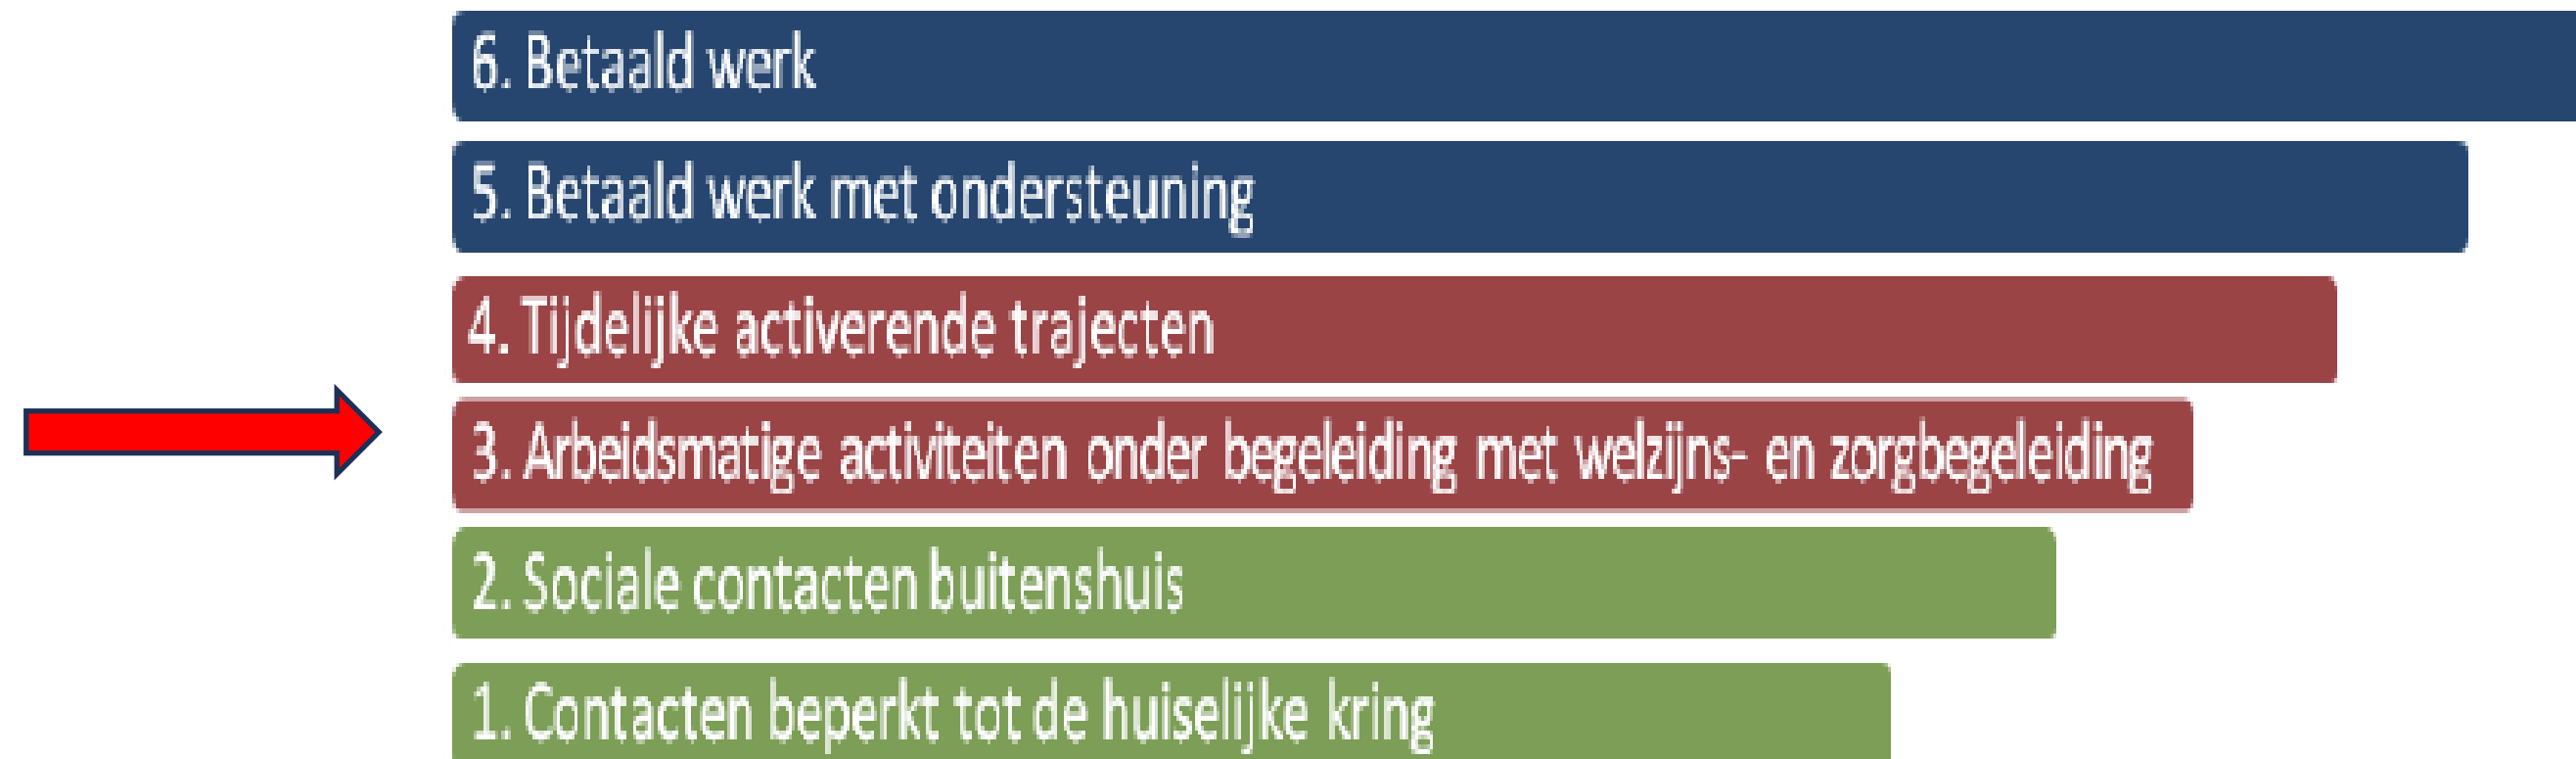 6. Betaald werk
5. Betaald werk met ondersteuning
4. Tijdelijke activerende trajecten
3. Arbeidsmatige activiteiten onder begeleiding met welzijns- en zorgbegeleiding
2. Sociale contacten buitenshuis
1. Contacten beperkt tot de huiselijke kring